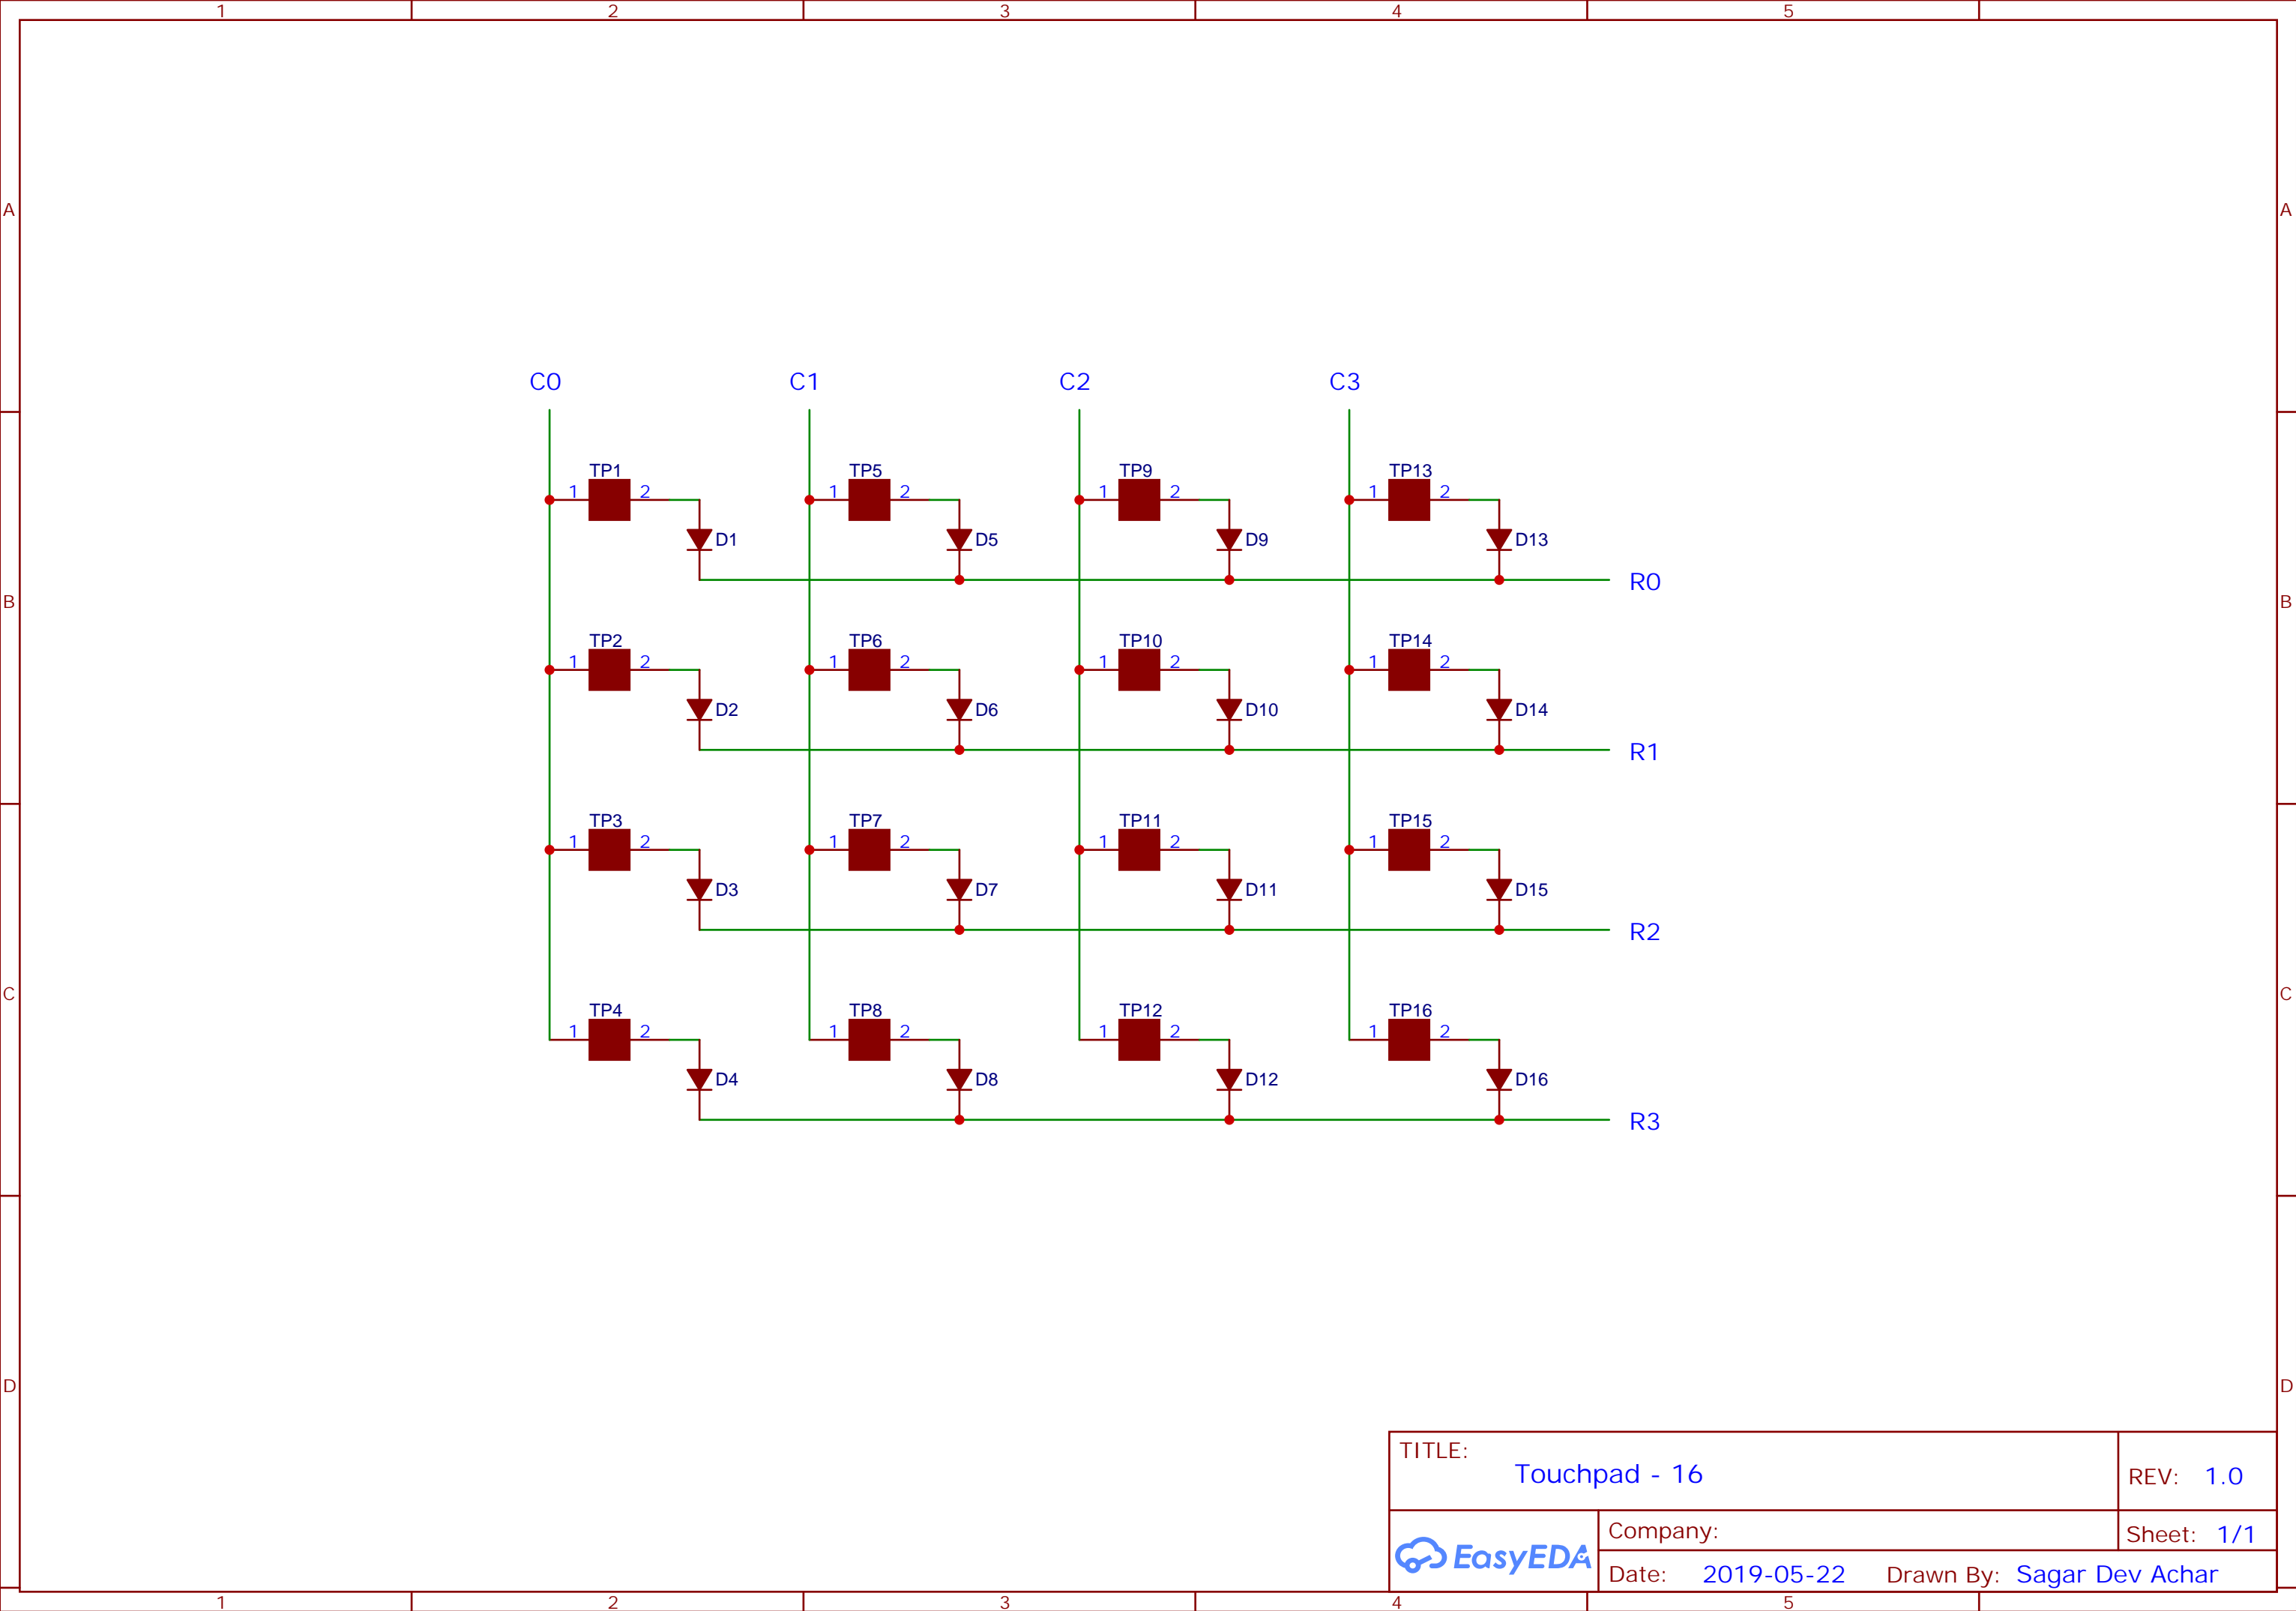 1 2 3 4 5
A A
C0 C1 C2 C3
TP1 TP5 TP9 TP13
1 2 1 2 1 2 1 2
D1 D5 D9 D13
R0
B B
TP2 TP6 TP10 TP14
1 2 1 2 1 2 1 2
D2 D6 D10 D14
R1
TP3 TP7 TP11 TP15
1 2 1 2 1 2 1 2
D3 D7 D11 D15
R2
C C
TP4 TP8 TP12 TP16
1 2 1 2 1 2 1 2
D4 D8 D12 D16
R3
D D
TITLE:
Touchpad - 16
REV: 1.0
EasyEDA
Company:
Sheet: 1/1
Date: 2019-05-22 Drawn By: Sagar Dev Achar
1 2 3 4 5